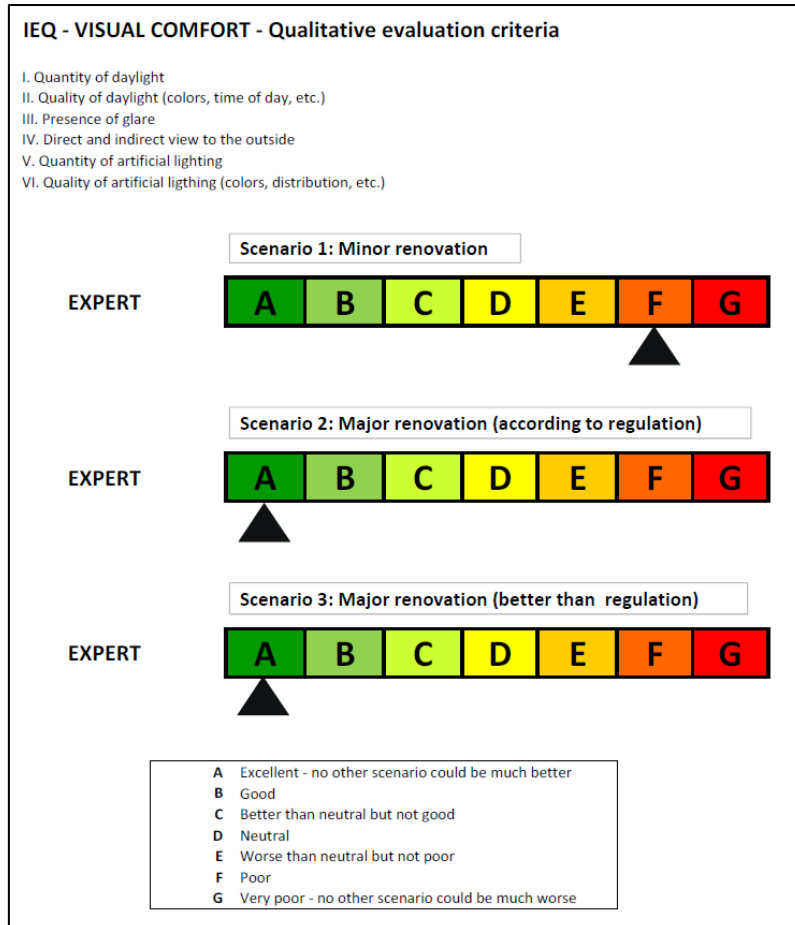 IEQ - VISUAL COMFORT - Qualitative evaluation criteria
I. Quantity of daylight
II. Quality of daylight (colors, time of day, etc.)
III. Presence of glare
IV. Direct and indirect view to the outside
V. Quantity of artificial lighting
VI. Quality of artificial ligthing (colors, distribution, etc.)
Scenario 1: Minor renovation
EXPERT A B C D E F G
Scenario 2: Major renovation (according to regulation)
EXPERT A B C D E F G
Scenario 3: Major renovation (better than regulation)
EXPERT A B C D E F G
A Excellent - no other scenario could be much better
B Good
C Better than neutral but not good
D Neutral
E Worse than neutral but not poor
F Poor
G Very poor - no other scenario could be much worse